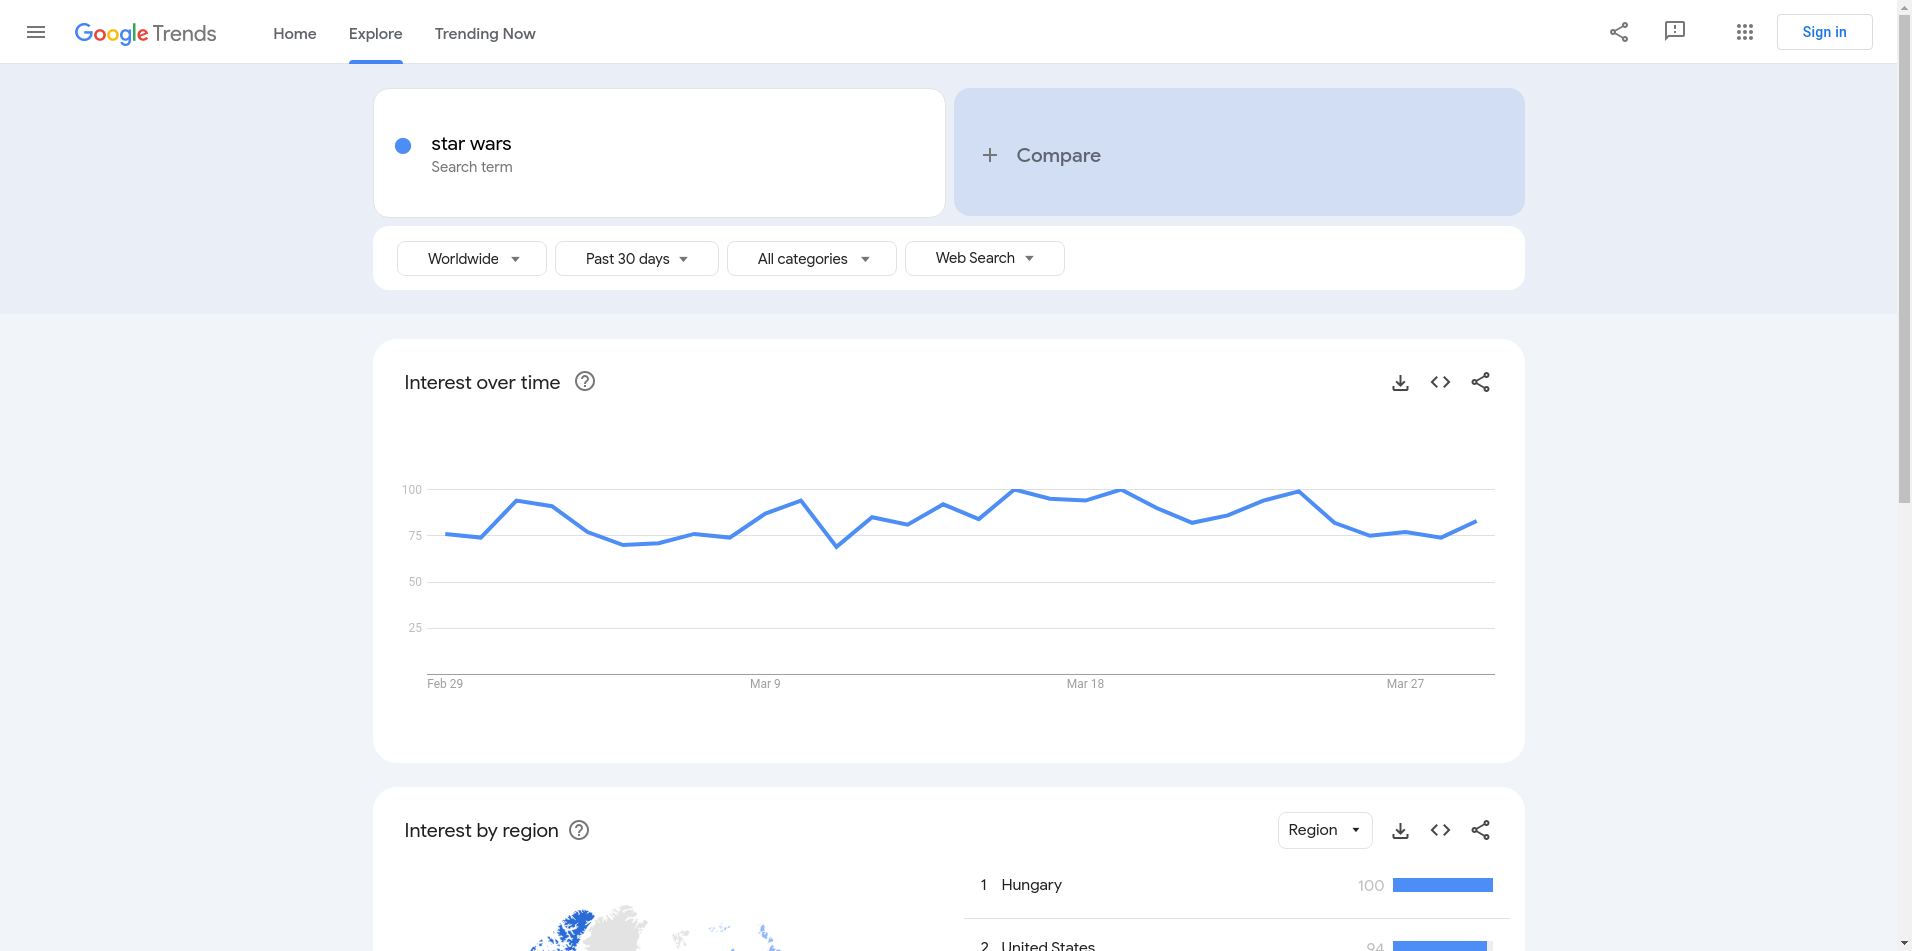 Google Trends
Home Explore Trending Now
Sign in
star wars
Search term
+ Compare
Worldwide
Past 30 days
All categories
Web Search
Interest over time
100
75
50
25
Feb 29 Mar 9 Mar 18 Mar 27
Interest by region
Region
1 Hungary 100
2 United States 94